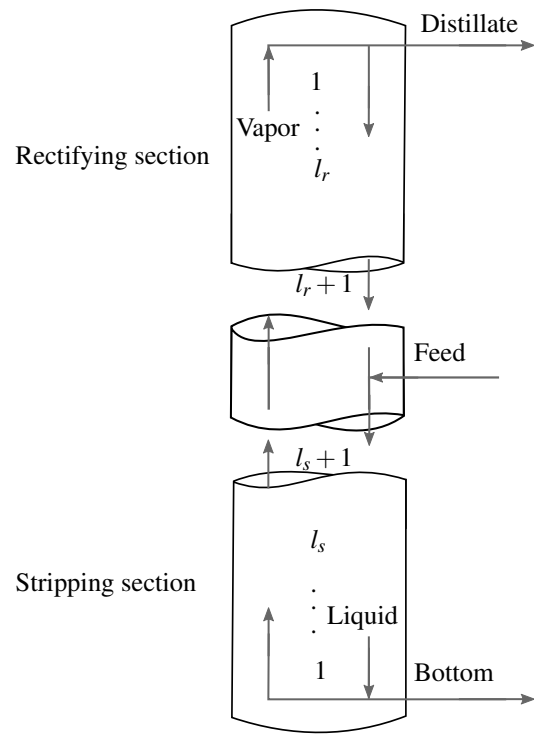 Distillate
1
Vapor
Rectifying section
l_r
l_r + 1
Feed
l_s + 1
l_s
Stripping section
Liquid
1
Bottom